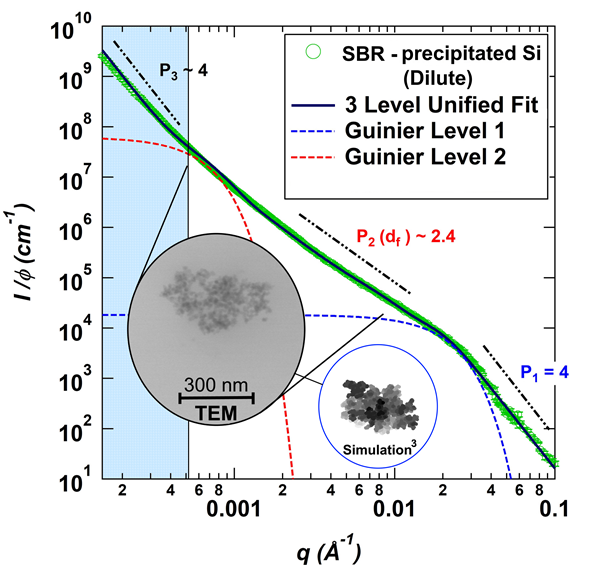 10^10
10^9
10^8
10^7
10^6
10^5
10^4
10^3
10^2
10^1
I/ϕ (cm^-1)
P3 ~ 4
SBR - precipitated Si
(Dilute)
3 Level Unified Fit
Guinier Level 1
Guinier Level 2
P2 (df) ~ 2.4
P1 = 4
300 nm
TEM
Simulation^3
2 4 6 8 0.001 2 4 6 8 0.01 2 4 6 8 0.1
q (Å^-1)